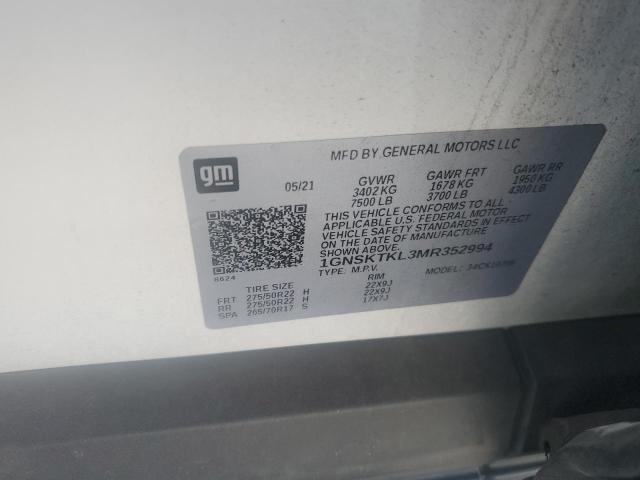 gm
MFD BY GENERAL MOTORS LLC
05/21 GVWR GAWR FRT GAWR RR
3402 KG 1678 KG 1950 KG
7500 LB 3700 LB 4300 LB
THIS VEHICLE CONFORMS TO ALL
APPLICABLE U.S. FEDERAL MOTOR
VEHICLE SAFETY STANDARDS IN EFFECT
ON THE DATE OF MANUFACTURE
SHOWN ABOVE.
1GNSKTKL3MR352994
8624
TYPE: M.P.V. MODEL:
TIRE SIZE RIM
FRT 275/50R22 H 22X9J
RR 275/50R22 H 22X9J
SPA 265/70R17 S 17X7J